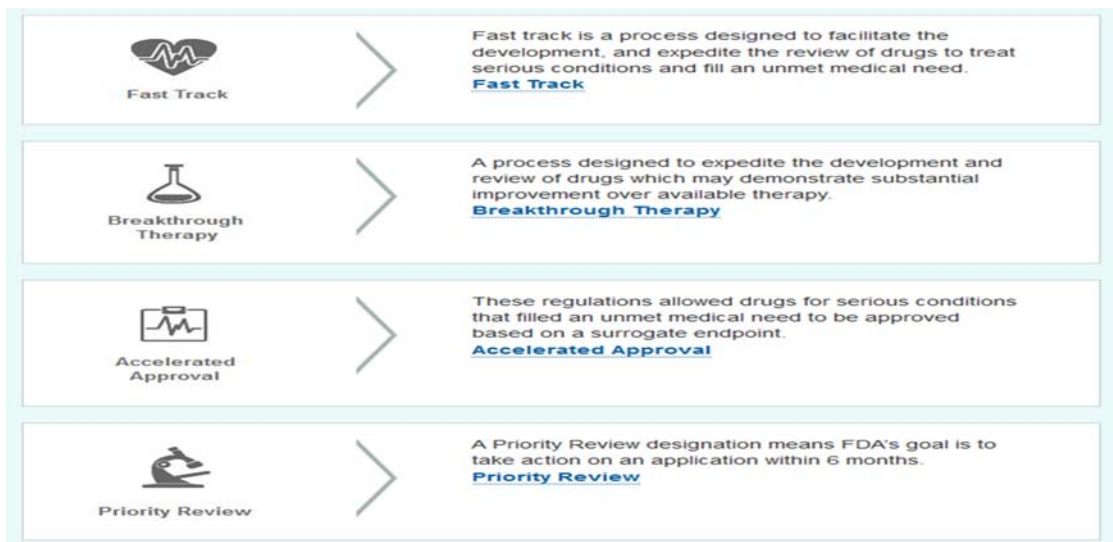 Fast Track
Fast track is a process designed to facilitate the
development, and expedite the review of drugs to treat
serious conditions and fill an unmet medical need.
Fast Track
Breakthrough
Therapy
A process designed to expedite the development and
review of drugs which may demonstrate substantial
improvement over available therapy.
Breakthrough Therapy
Accelerated
Approval
These regulations allowed drugs for serious conditions
that filled an unmet medical need to be approved
based on a surrogate endpoint.
Accelerated Approval
Priority Review
A Priority Review designation means FDA's goal is to
take action on an application within 6 months.
Priority Review